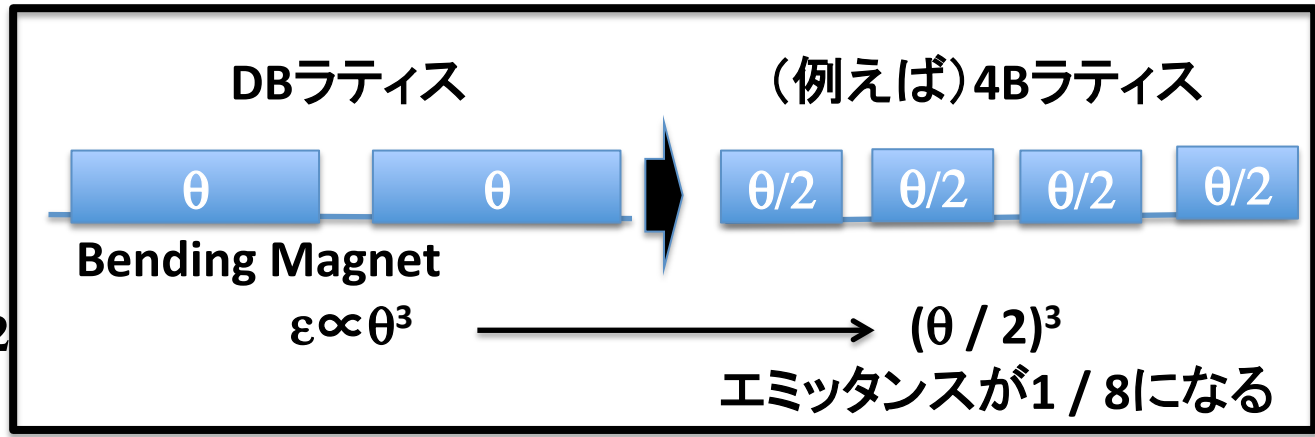 DBラティス
（例えば）4Bラティス
θ θ
θ/2 θ/2 θ/2 θ/2
Bending Magnet
ε∝θ³
(θ / 2)³
エミッタンスが1 / 8になる
2